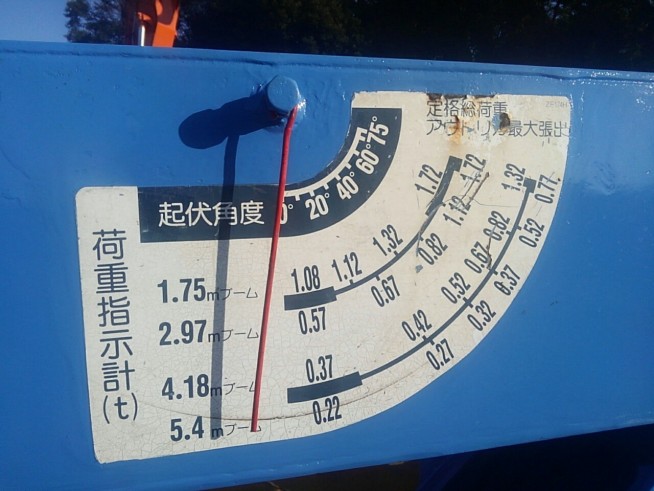 定格総荷重
アウトリガ最大張出
起伏角度
0° 20° 40° 60° 75°
荷重指示計(t)
1.75mブーム
1.08 1.12 1.32 1.72
2.97mブーム
0.57 0.67 0.82 1.12 1.72
4.18mブーム
0.37 0.42 0.52 0.67 0.82 1.32
5.4mブーム
0.22 0.27 0.32 0.37 0.52 0.77